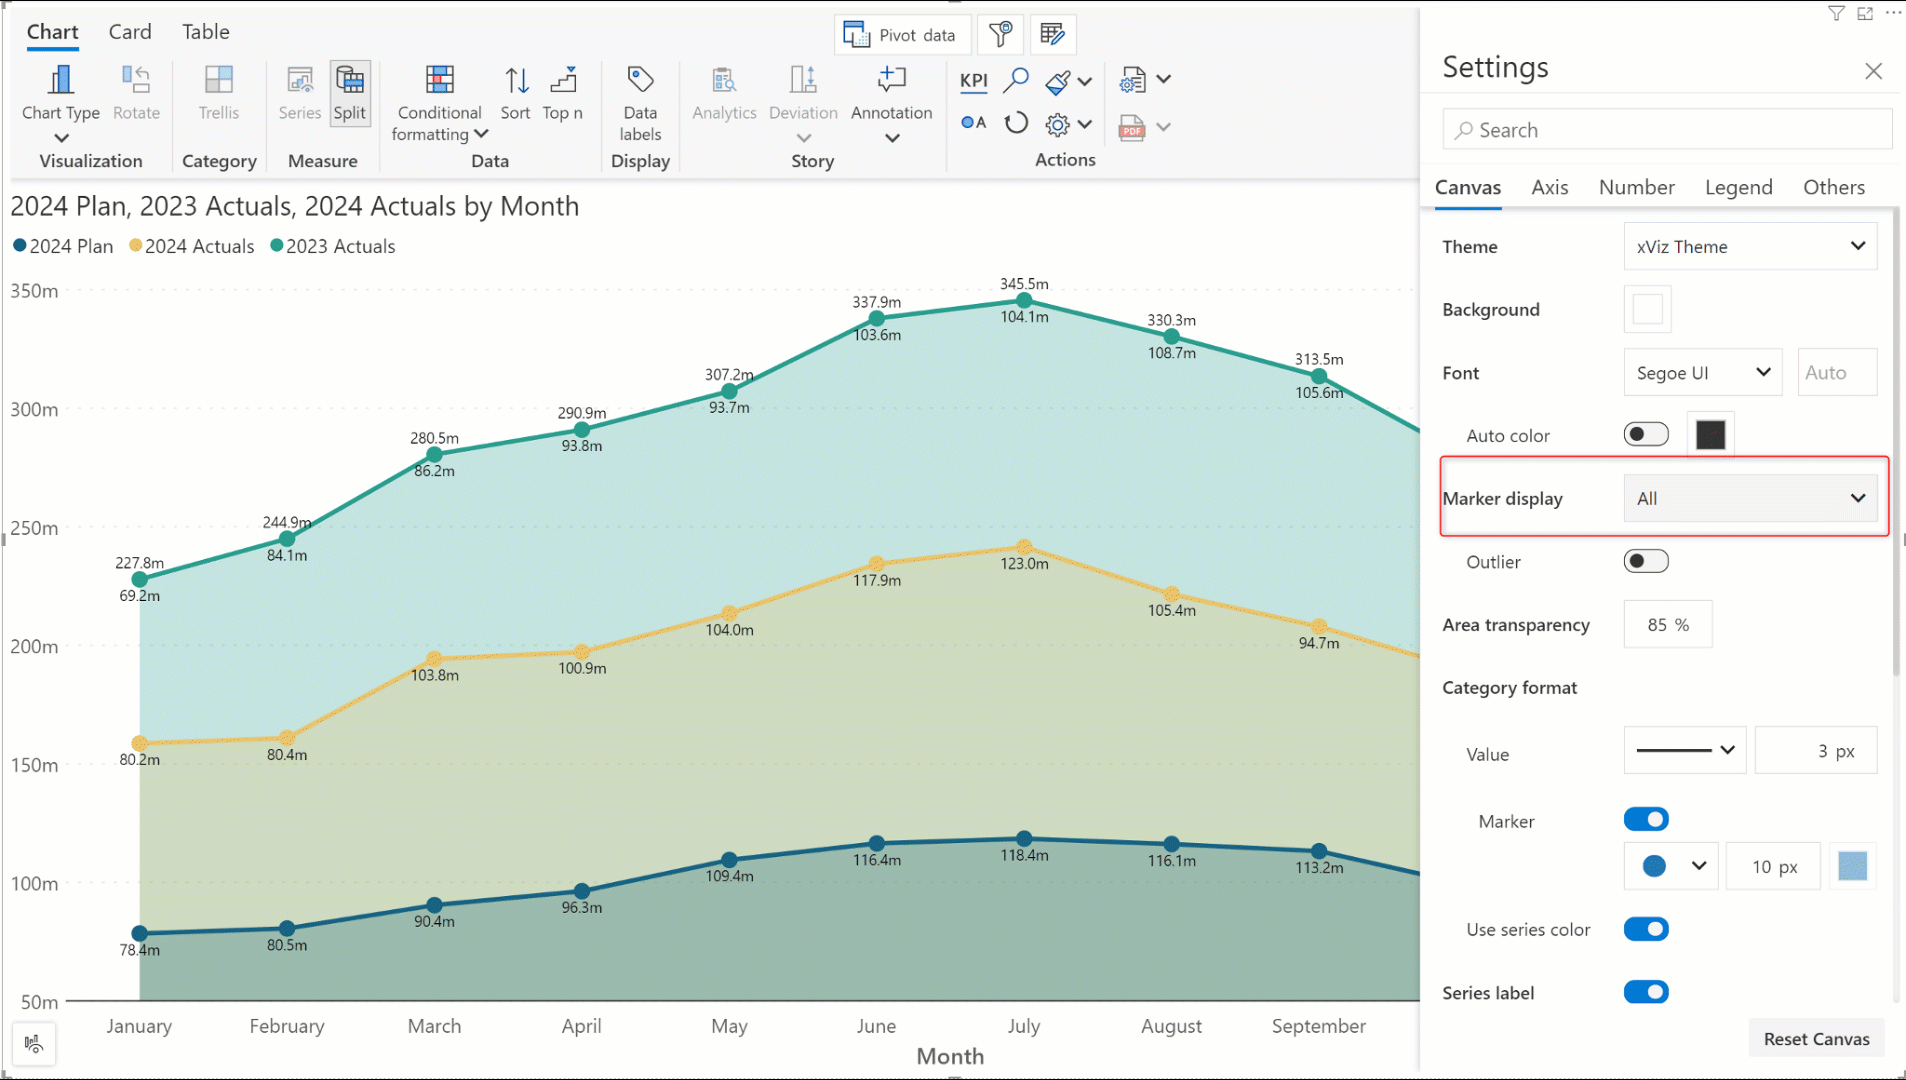 Chart Card Table
Pivot data
Chart Type Rotate Trellis Series Split Conditional formatting Sort Top n Data labels Analytics Deviation Annotation KPI
A
PDF
Visualization Category Measure Data Display Story Actions
2024 Plan, 2023 Actuals, 2024 Actuals by Month
2024 Plan 2024 Actuals 2023 Actuals
350m
300m
250m
200m
150m
100m
50m
227.8m 244.9m 280.5m 290.9m 307.2m 337.9m 345.5m 330.3m 313.5m
69.2m 84.1m 86.2m 93.8m 93.7m 103.6m 104.1m 108.7m 105.6m
80.2m 80.4m 103.8m 100.9m 104.0m 117.9m 123.0m 105.4m 94.7m
78.4m 80.5m 90.4m 96.3m 109.4m 116.4m 118.4m 116.1m 113.2m
January February March April May June July August September
Month
Settings
Search
Canvas Axis Number Legend Others
Theme xViz Theme
Background
Font Segoe UI Auto
Auto color
Marker display All
Outlier
Area transparency 85 %
Category format
Value 3 px
Marker
10 px
Use series color
Series label
Reset Canvas